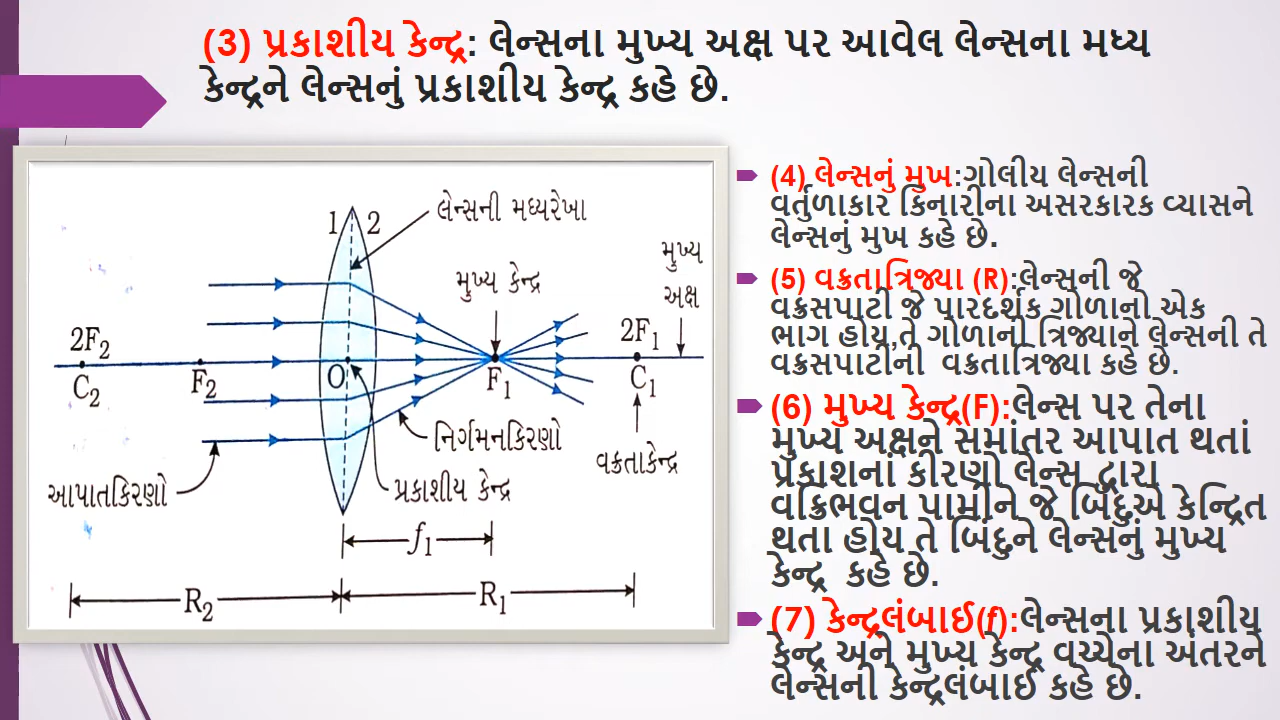 (3) પ્રકાશીય કેન્દ્ર: લેન્સના મુખ્ય અક્ષ પર આવેલ લેન્સના મધ્ય
કેન્દ્રને લેન્સનું પ્રકાશીય કેન્દ્ર કહે છે.
1 2
લેન્સની મધ્યરેખા
મુખ્ય કેન્દ્ર
મુખ્ય
અક્ષ
2F₂
2F₁
C₂
F₂
O
F₁
C₁
નિર્ગમનકિરણો
વક્રતાકેન્દ્ર
આપાતકિરણો
પ્રકાશીય કેન્દ્ર
f₁
R₂
R₁
(4) લેન્સનું મુખ:ગોલીય લેન્સની
વર્તુળાકાર કિનારીના અસરકારક વ્યાસને
લેન્સનું મુખ કહે છે.
(5) વક્રતાત્રિજ્યા (R):લેન્સની જે
વક્રસપાટી જે પારદર્શક ગોળાનો એક
ભાગ હોય,તે ગોળાની ત્રિજ્યાને લેન્સની તે
વક્રસપાટીની વક્રતાત્રિજ્યા કહે છે.
(6) મુખ્ય કેન્દ્ર(F):લેન્સ પર તેના
મુખ્ય અક્ષને સમાંતર આપાત થતાં
પ્રકાશનાં કીરણો લેન્સ દ્વારા
વક્રિભવન પામીને જે બિંદુએ કેન્દ્રિત
થતા હોય તે બિંદુને લેન્સનું મુખ્ય
કેન્દ્ર કહે છે.
(7) કેન્દ્રલંબાઈ(f):લેન્સના પ્રકાશીય
કેન્દ્ર અને મુખ્ય કેન્દ્ર વચ્ચેના અંતરને
લેન્સની કેન્દ્રલંબાઈ કહે છે.